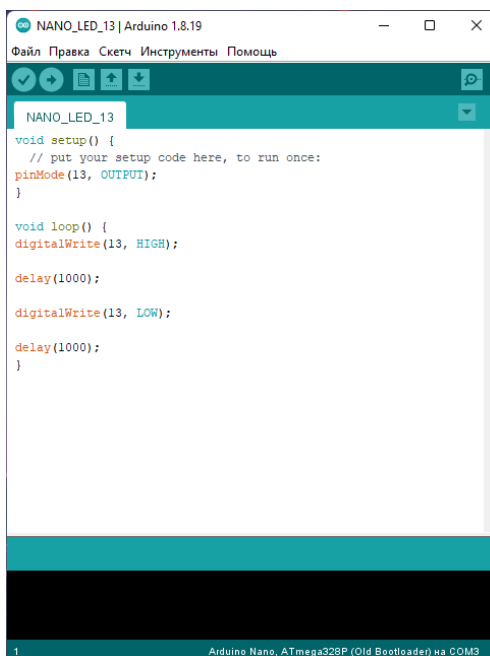 NANO_LED_13 | Arduino 1.8.19
Файл Правка Скетч Инструменты Помощь
NANO_LED_13
void setup() {
  // put your setup code here, to run once:
pinMode(13, OUTPUT);
}
void loop() {
digitalWrite(13, HIGH);
delay(1000);
digitalWrite(13, LOW);
delay(1000);
}
1 Arduino Nano, ATmega328P (Old Bootloader) на COM3